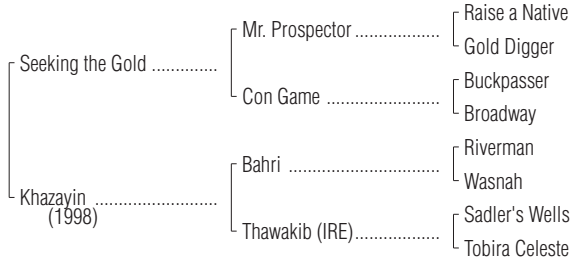 Raise a Native
Mr. Prospector ..................
Gold Digger
Seeking the Gold ..............
Buckpasser
Con Game ........................
Broadway
Riverman
Bahri ................................
Wasnah
Khazayin ..........................
(1998)
Sadler's Wells
Thawakib (IRE)..................
Tobira Celeste